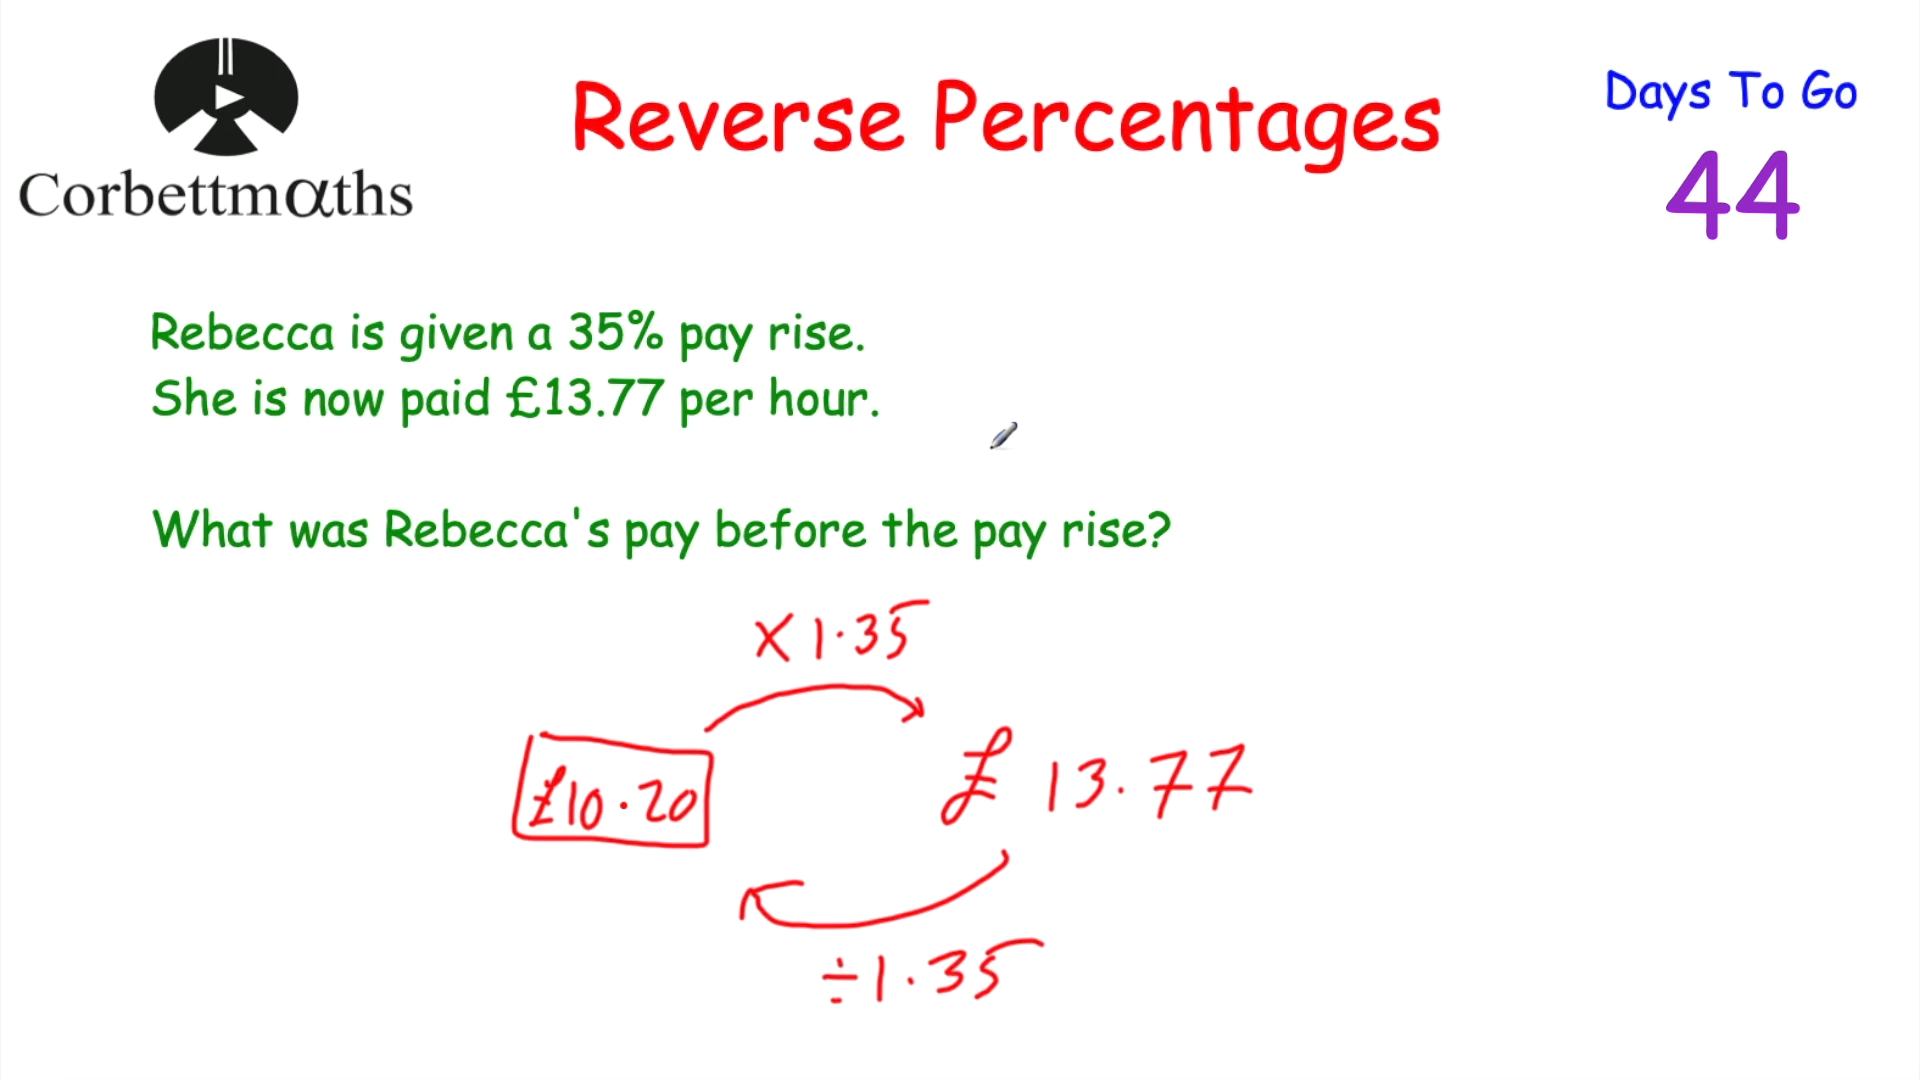 Corbettmαths
Reverse Percentages
Days To Go
44
Rebecca is given a 35% pay rise.
She is now paid £13.77 per hour.
What was Rebecca's pay before the pay rise?
×1.35
£10.20
£13.77
÷1.35